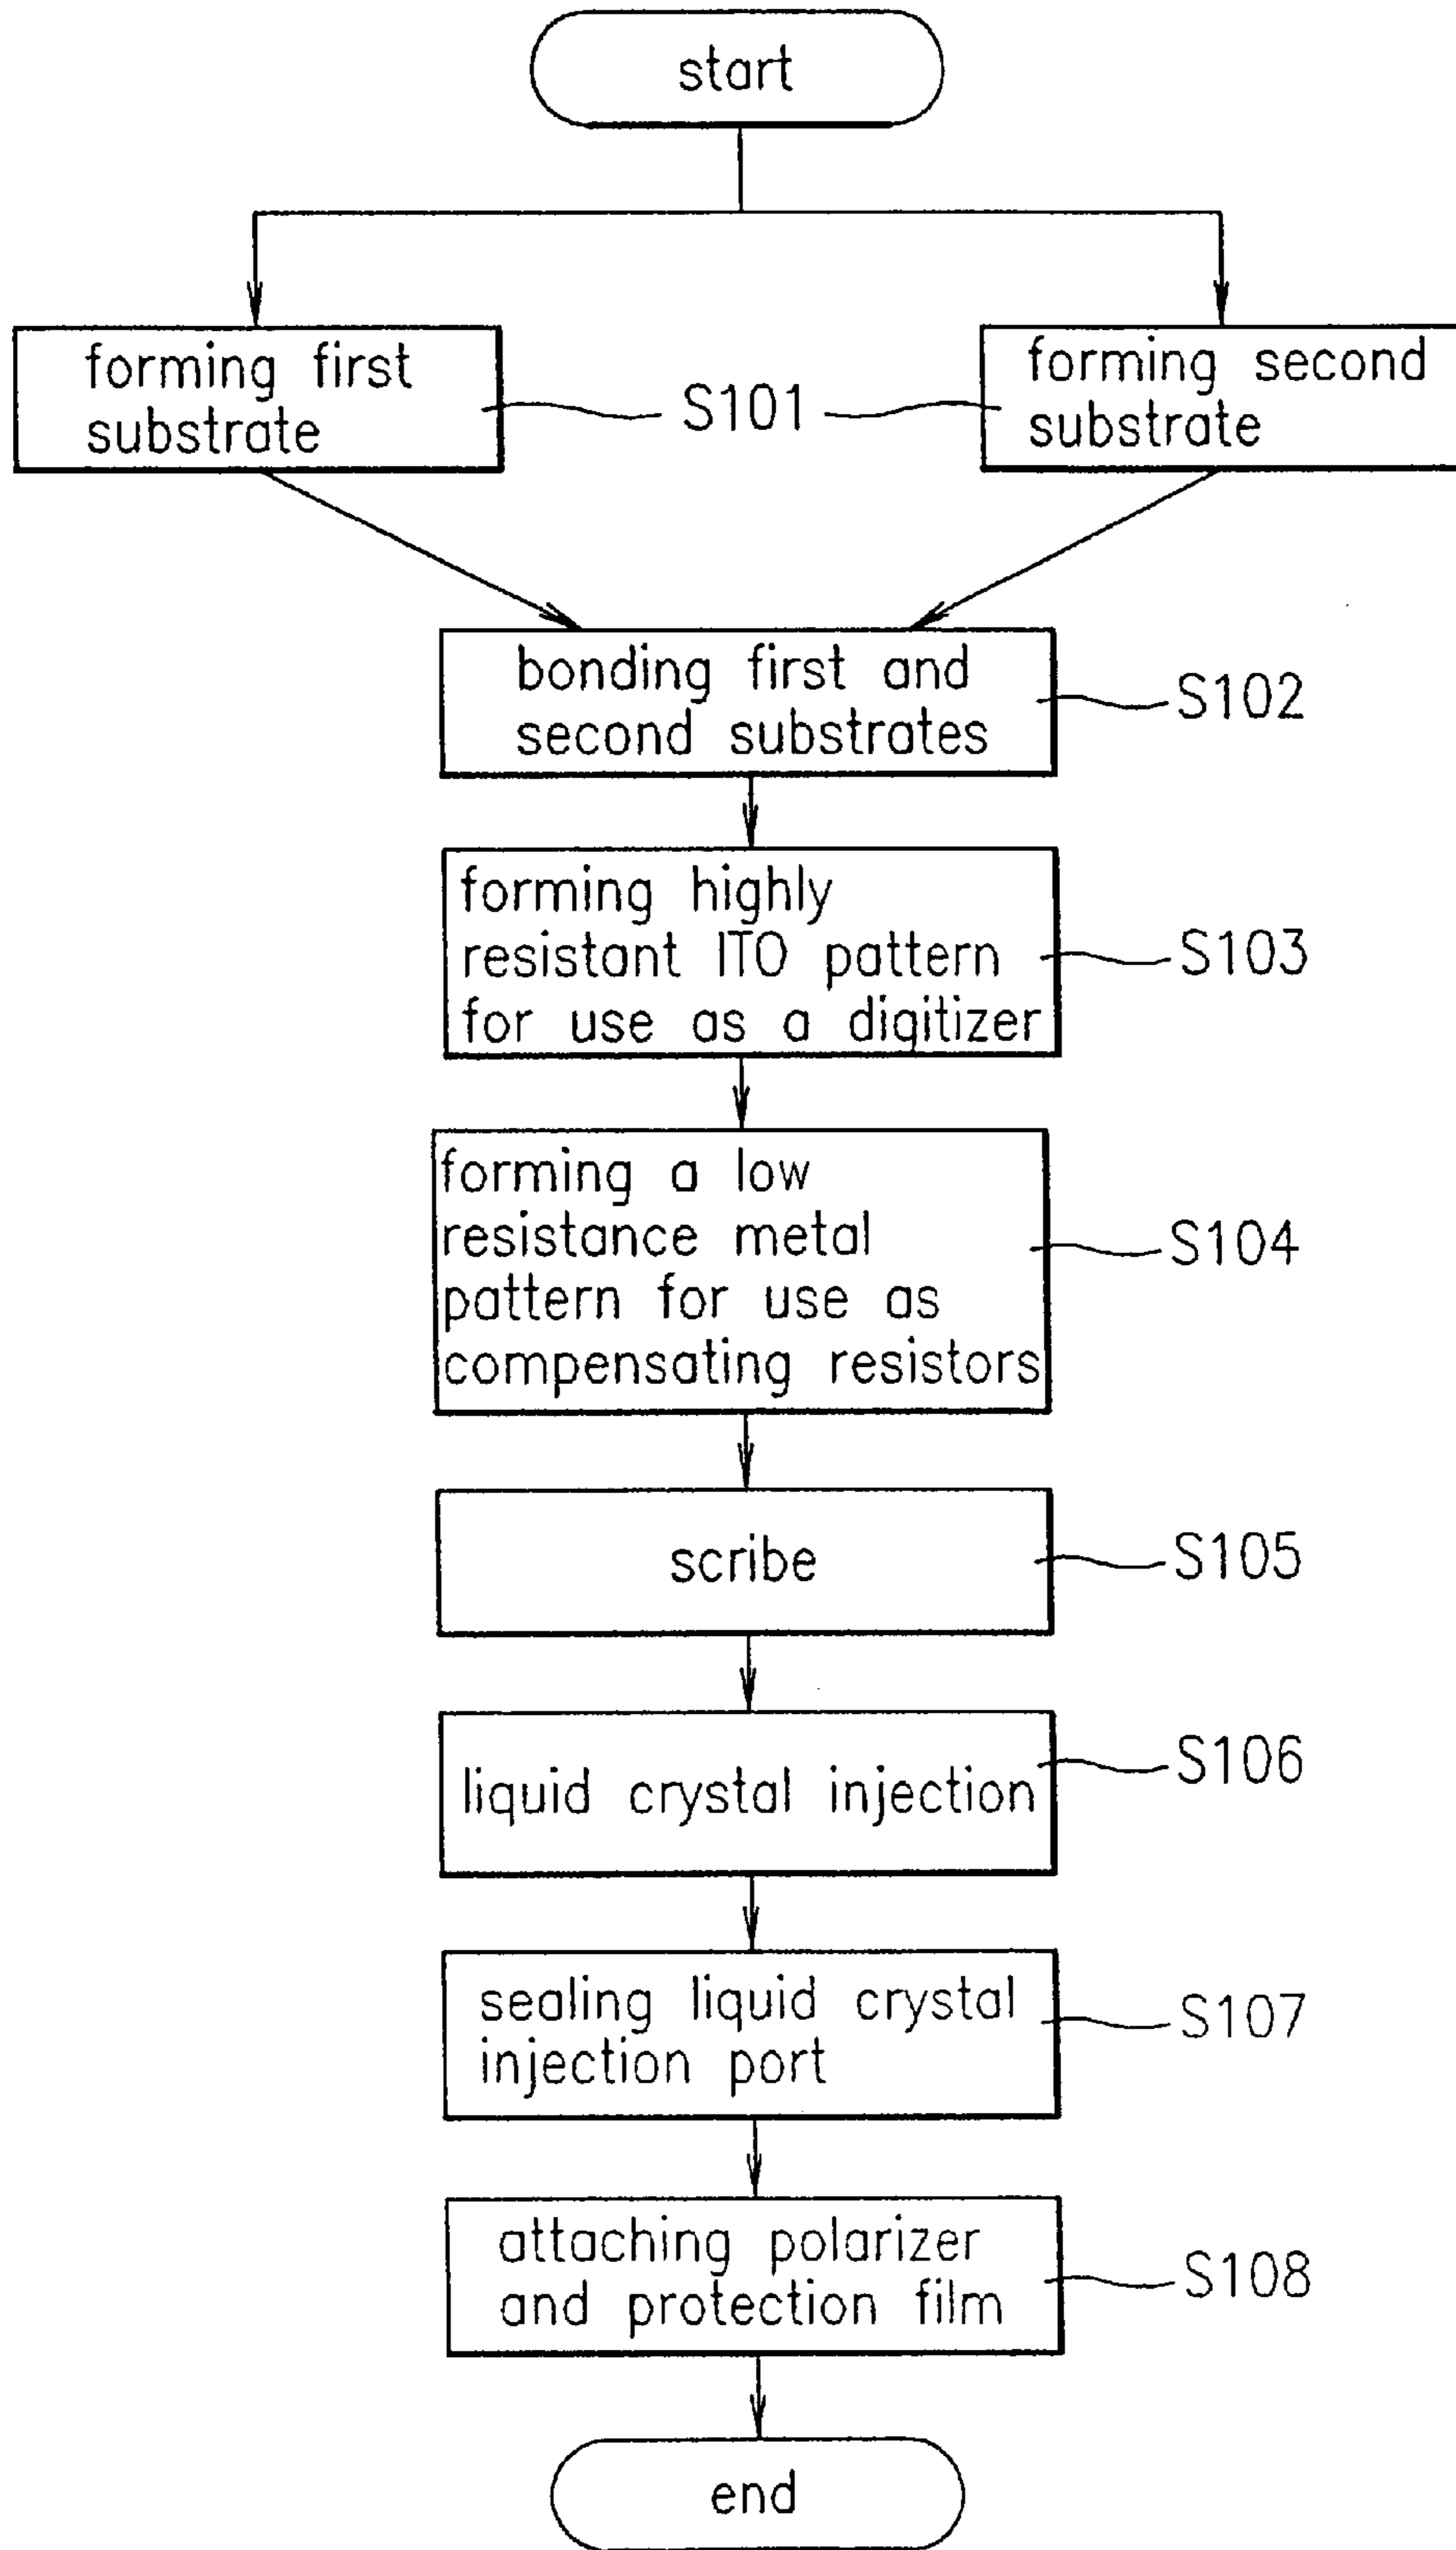 start
forming first
substrate
S101
forming second
substrate
bonding first and
second substrates
S102
forming highly
resistant ITO pattern
for use as a digitizer
S103
forming a low
resistance metal
pattern for use as
compensating resistors
S104
scribe
S105
liquid crystal injection
S106
sealing liquid crystal
injection port
S107
attaching polarizer
and protection film
S108
end